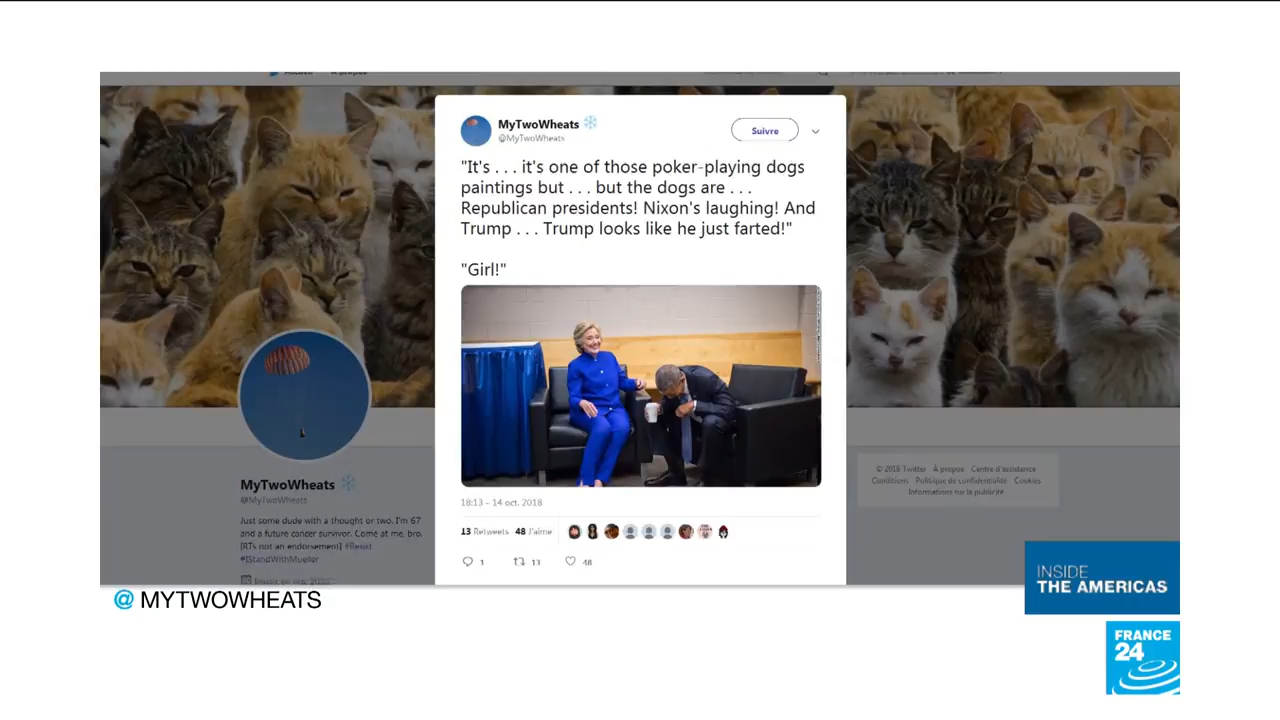 MyTwoWheats
@MyTwoWheats
Suivre
"It's . . . it's one of those poker-playing dogs
paintings but . . . but the dogs are . . .
Republican presidents! Nixon's laughing! And
Trump . . . Trump looks like he just farted!"
"Girl!"
18:13 - 14 oct. 2018
13 Retweets 48 J'aime
1 13 48
MyTwoWheats
@MyTwoWheats
Just some dude with a thought or two. I'm 67
and a future cancer survivor. Come at me, bro.
[RTs not an endorsement] #Resist
#IStandWithMueller
© 2018 Twitter À propos Centre d'assistance
Conditions Politique de confidentialité Cookies
Informations sur la publicité
@ MYTWOWHEATS
INSIDE
THE AMERICAS
FRANCE
24